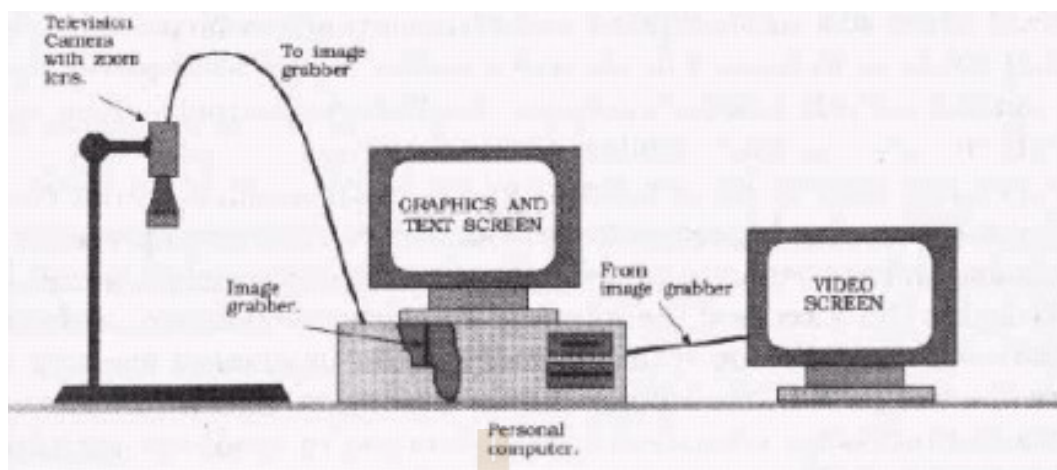 Television
Camera
with zoom
lens.
To image
grabber
GRAPHICS AND
TEXT SCREEN
Image
grabber.
From
image grabber
VIDEO
SCREEN
Personal
computer.